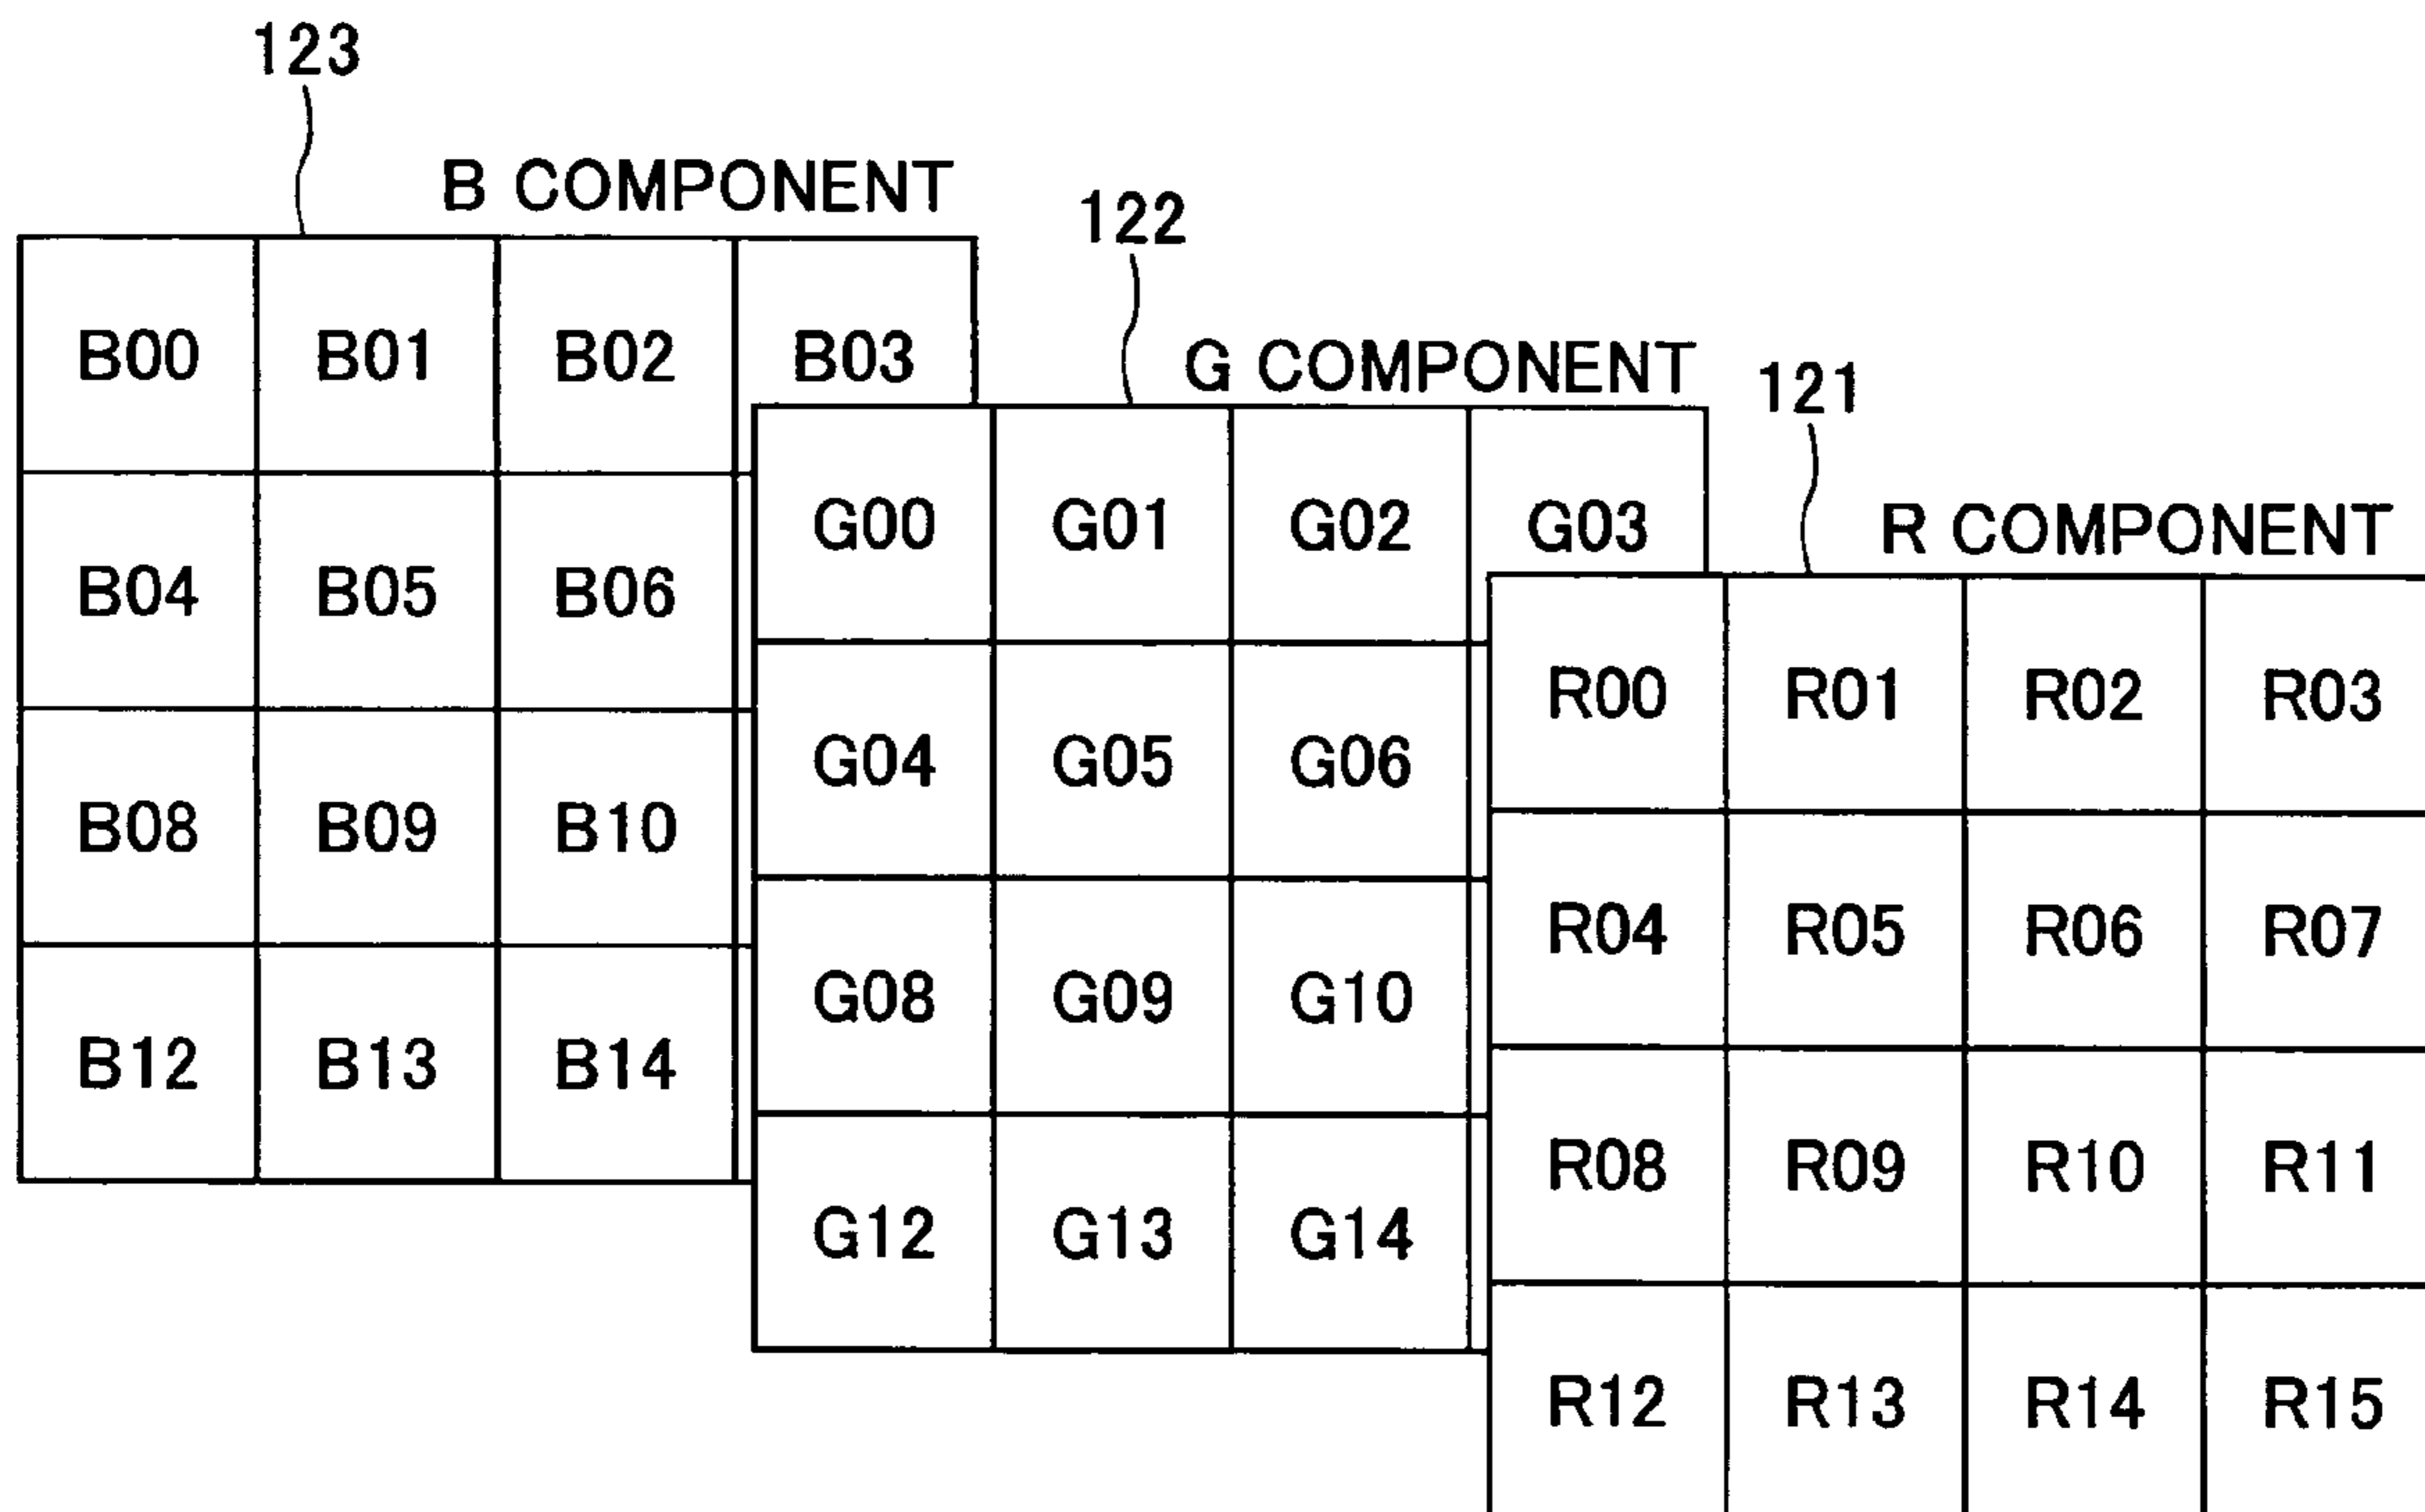 123
B COMPONENT
B00 B01 B02 B03
B04 B05 B06
B08 B09 B10
B12 B13 B14
122
G COMPONENT
G00 G01 G02 G03
G04 G05 G06
G08 G09 G10
G12 G13 G14
121
R COMPONENT
R00 R01 R02 R03
R04 R05 R06 R07
R08 R09 R10 R11
R12 R13 R14 R15